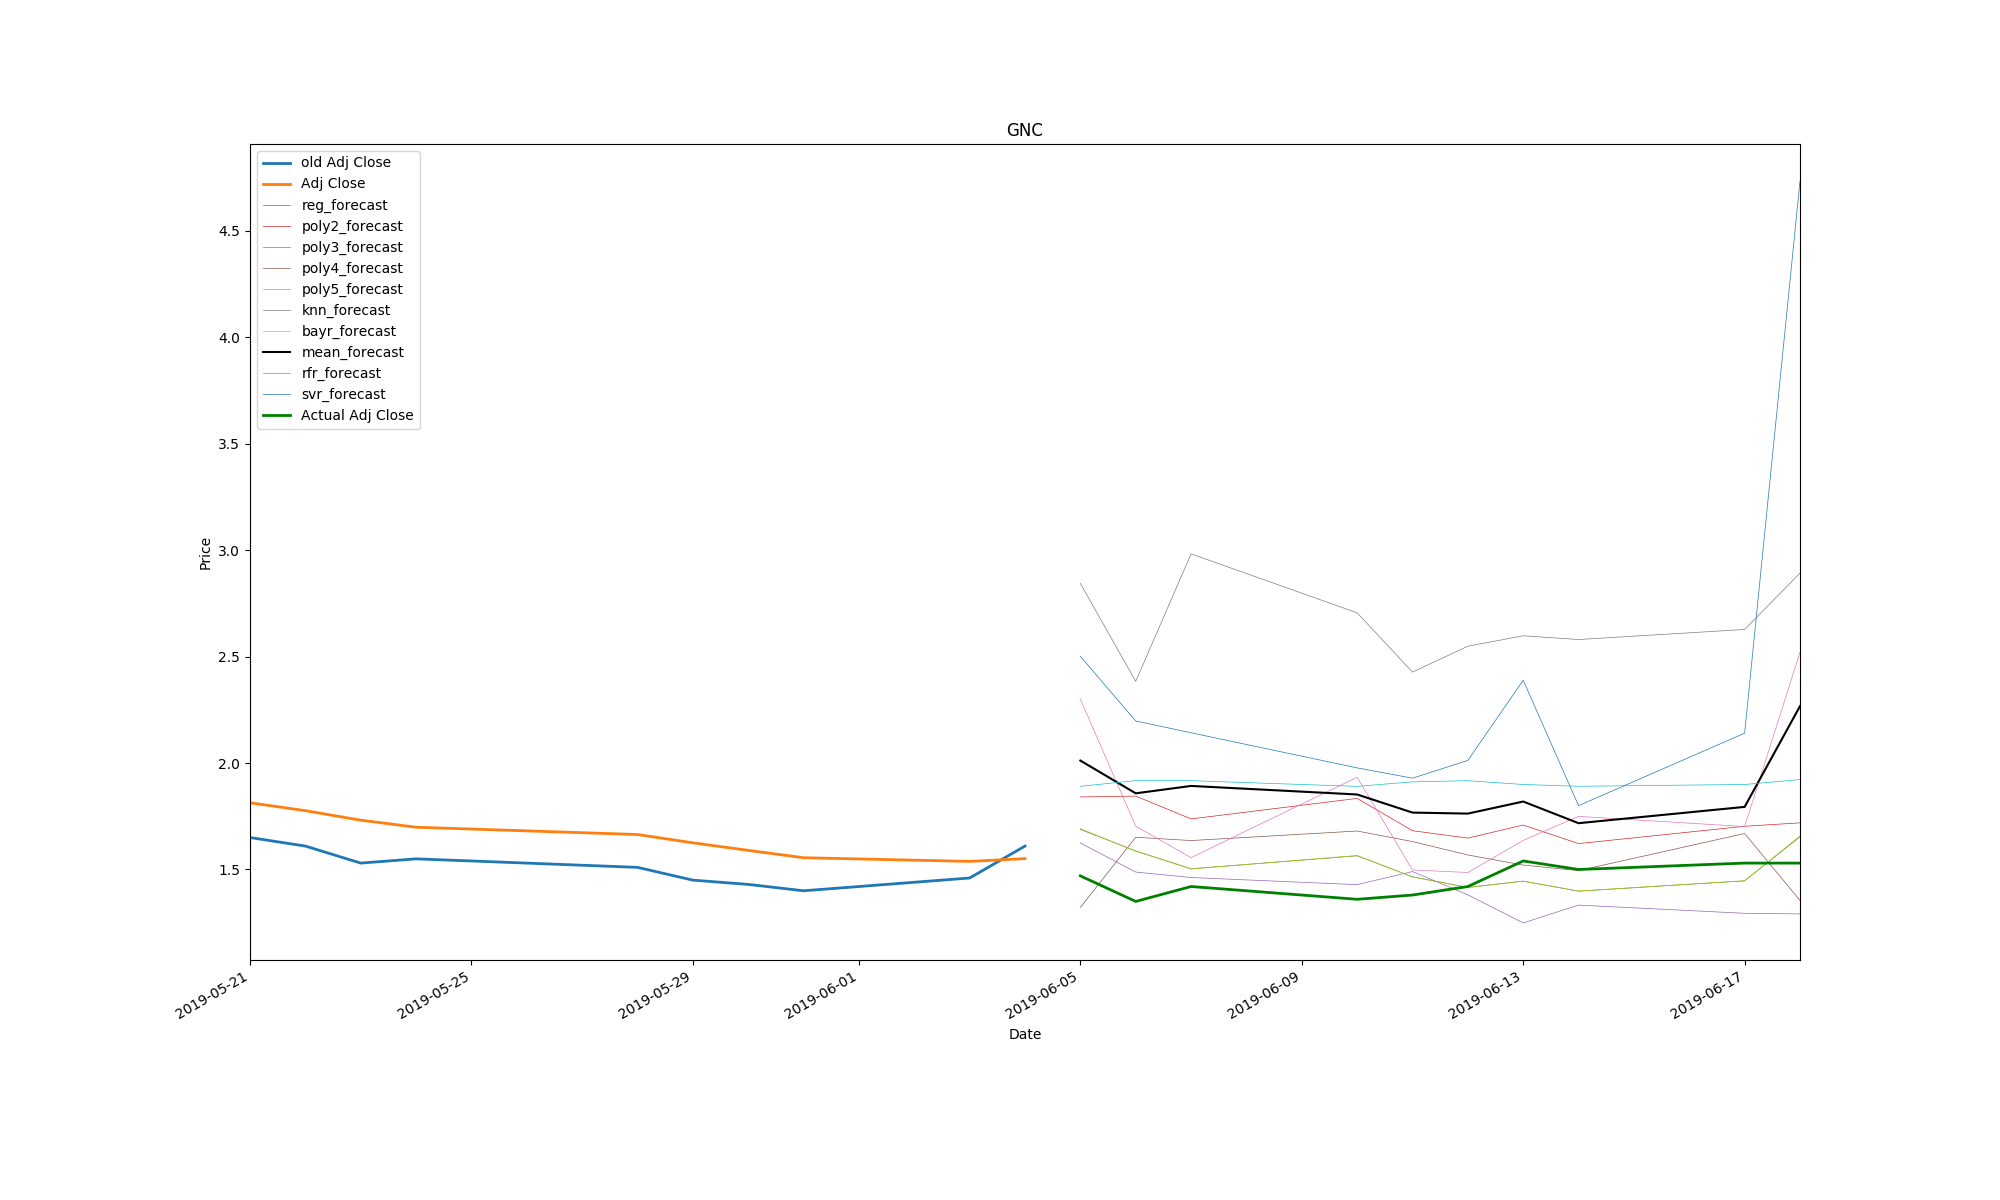 GNC
old Adj Close
Adj Close
reg_forecast
poly2_forecast
poly3_forecast
poly4_forecast
poly5_forecast
knn_forecast
bayr_forecast
mean_forecast
rfr_forecast
svr_forecast
Actual Adj Close
4.5
4.0
3.5
3.0
2.5
2.0
1.5
Price
2019-05-21
2019-05-25
2019-05-29
2019-06-01
2019-06-05
2019-06-09
2019-06-13
2019-06-17
Date